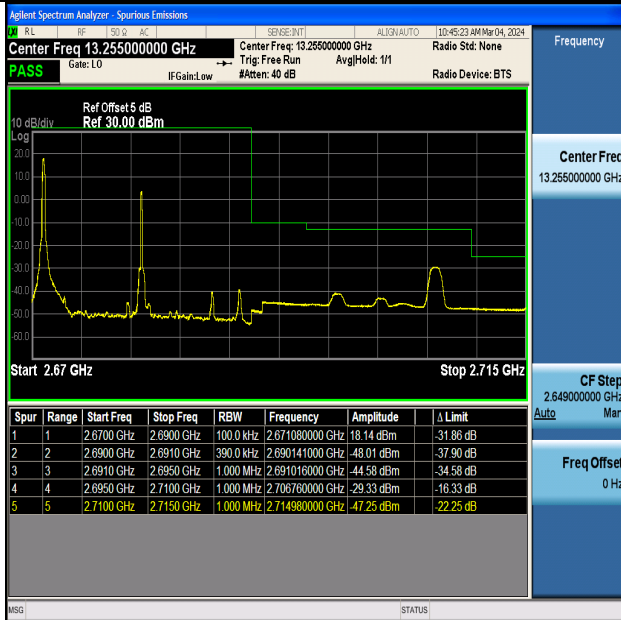 Agilent Spectrum Analyzer - Spurious Emissions
RL RF 50 Ω AC SENSE:INT ALIGNAUTO 10:45:23 AM Mar 04, 2024
Center Freq 13.255000000 GHz
Center Freq: 13.255000000 GHz Radio Std: None
PASS Gate: LO Trig: Free Run Avg|Hold: 1/1
IFGain:Low #Atten: 40 dB Radio Device: BTS
Ref Offset 5 dB
10 dB/div Ref 30.00 dBm
Log
20.0
10.0
0.00
-10.0
-20.0
-30.0
-40.0
-50.0
-60.0
Start 2.67 GHz Stop 2.715 GHz
Spur Range Start Freq Stop Freq RBW Frequency Amplitude Δ Limit
1 1 2.6700 GHz 2.6900 GHz 100.0 kHz 2.671080000 GHz 18.14 dBm -31.86 dB
2 2 2.6900 GHz 2.6910 GHz 390.0 kHz 2.690141000 GHz -48.01 dBm -37.90 dB
3 3 2.6910 GHz 2.6950 GHz 1.000 MHz 2.691016000 GHz -44.58 dBm -34.58 dB
4 4 2.6950 GHz 2.7100 GHz 1.000 MHz 2.706760000 GHz -29.33 dBm -16.33 dB
5 5 2.7100 GHz 2.7150 GHz 1.000 MHz 2.714980000 GHz -47.25 dBm -22.25 dB
MSG STATUS
Frequency
Center Freq
13.255000000 GHz
CF Step
2.649000000 GHz
Auto Man
Freq Offset
0 Hz